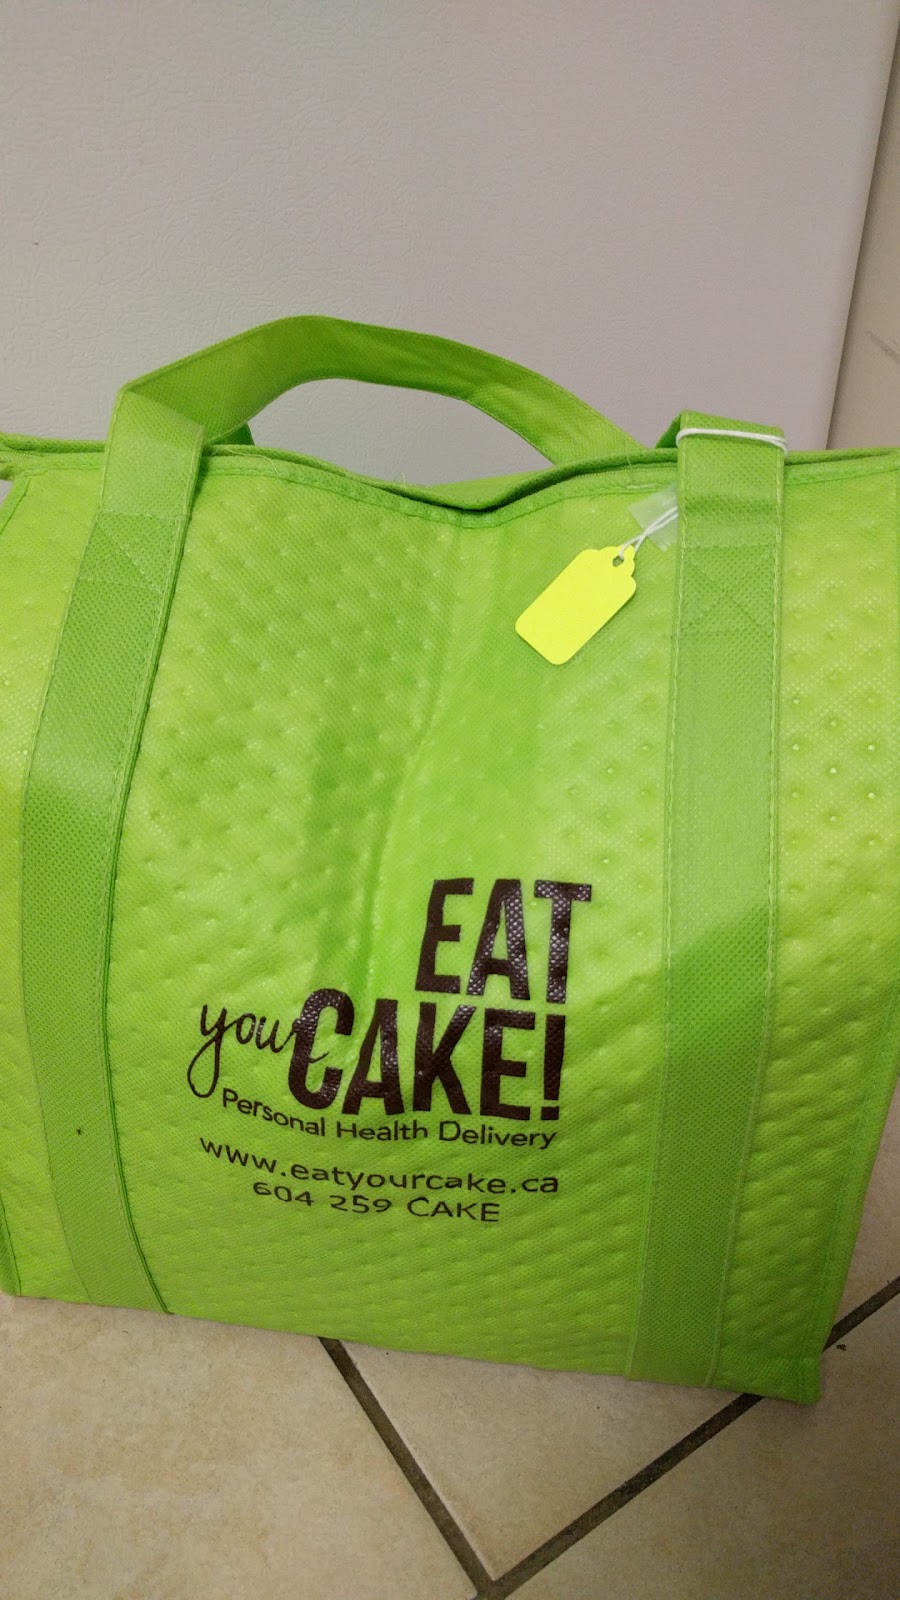 EAT
your CAKE!
Personal Health Delivery
www.eatyourcake.ca
604 259 CAKE